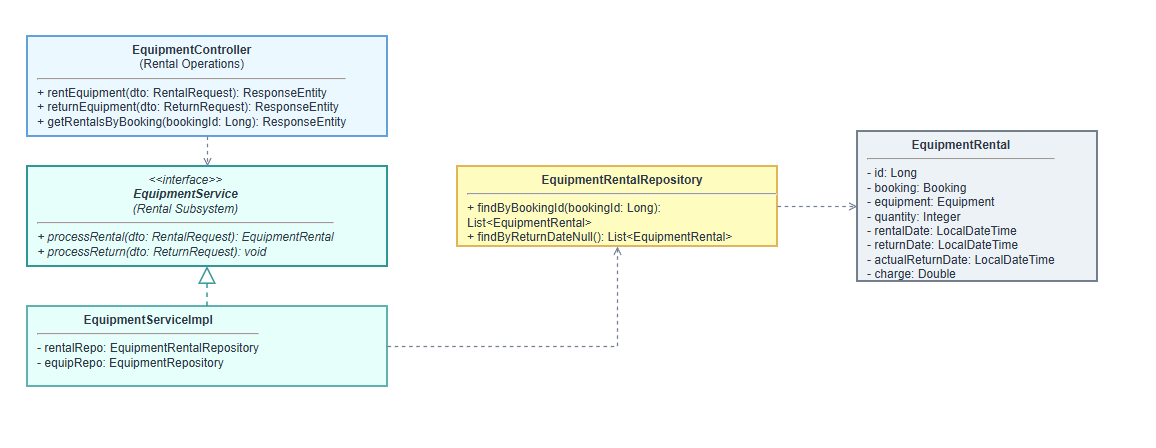 EquipmentController
(Rental Operations)
+ rentEquipment(dto: RentalRequest): ResponseEntity
+ returnEquipment(dto: ReturnRequest): ResponseEntity
+ getRentalsByBooking(bookingId: Long): ResponseEntity
<<interface>>
EquipmentService
(Rental Subsystem)
+ processRental(dto: RentalRequest): EquipmentRental
+ processReturn(dto: ReturnRequest): void
EquipmentServiceImpl
- rentalRepo: EquipmentRentalRepository
- equipRepo: EquipmentRepository
EquipmentRentalRepository
+ findByBookingId(bookingId: Long):
List<EquipmentRental>
+ findByReturnDateNull(): List<EquipmentRental>
EquipmentRental
- id: Long
- booking: Booking
- equipment: Equipment
- quantity: Integer
- rentalDate: LocalDateTime
- returnDate: LocalDateTime
- actualReturnDate: LocalDateTime
- charge: Double